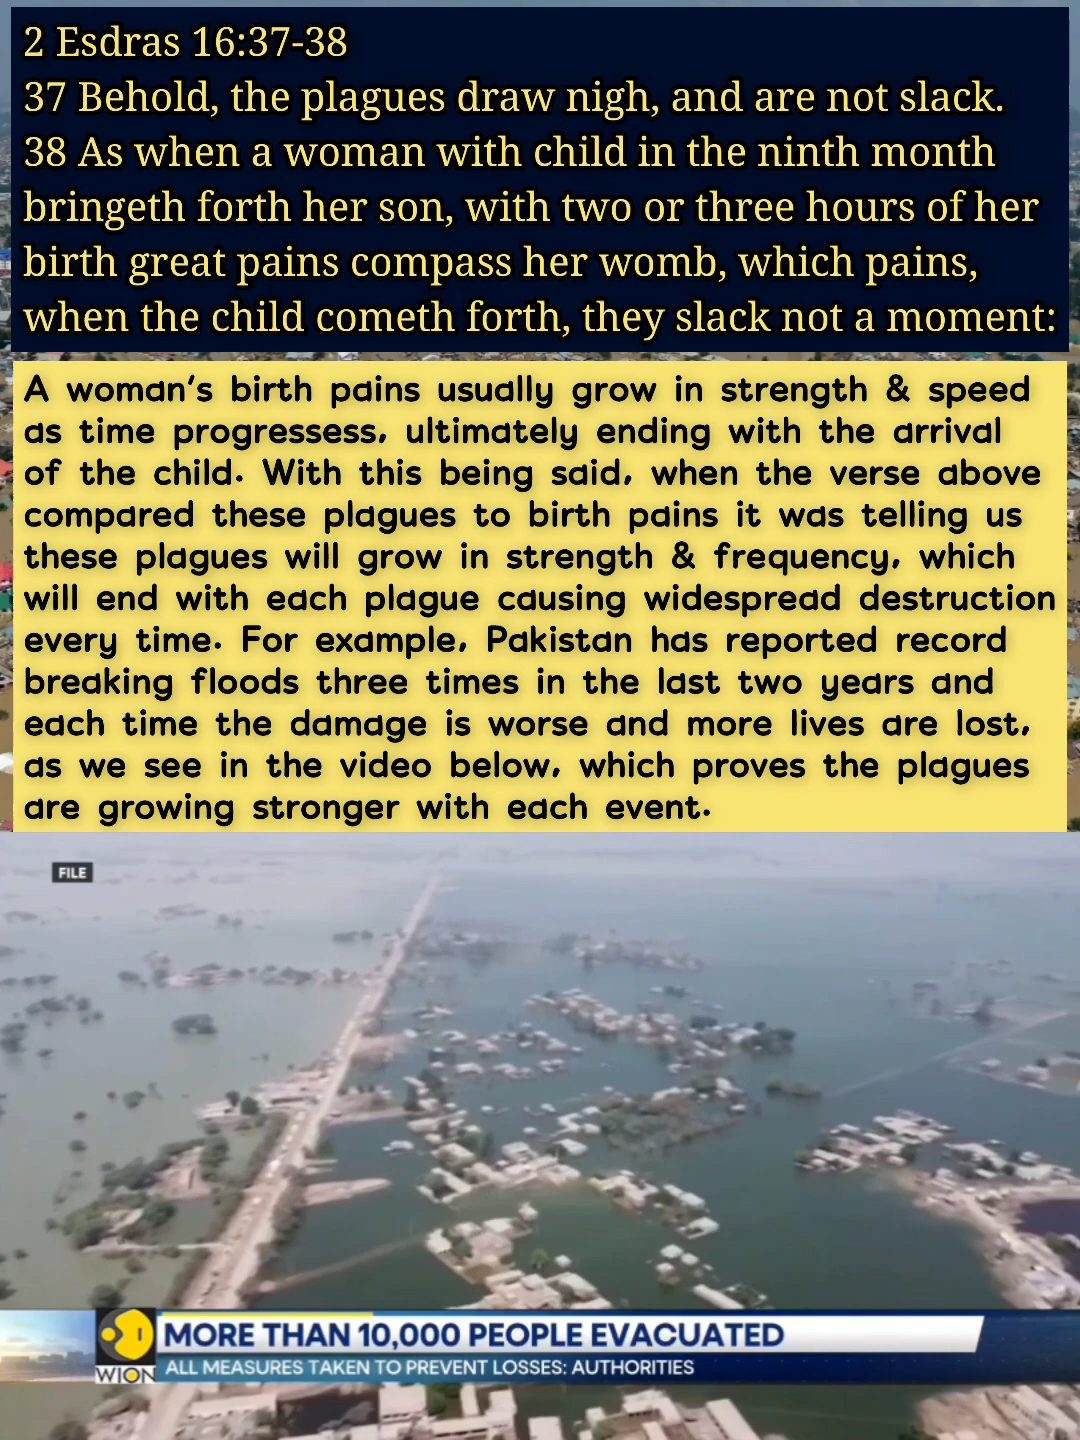 2 Esdras 16:37-38
37 Behold, the plagues draw nigh, and are not slack.
38 As when a woman with child in the ninth month
bringeth forth her son, with two or three hours of her
birth great pains compass her womb, which pains,
when the child cometh forth, they slack not a moment:
A woman's birth pains usually grow in strength & speed
as time progressess, ultimately ending with the arrival
of the child. With this being said, when the verse above
compared these plagues to birth pains it was telling us
these plagues will grow in strength & frequency, which
will end with each plague causing widespread destruction
every time. For example, Pakistan has reported record
breaking floods three times in the last two years and
each time the damage is worse and more lives are lost,
as we see in the video below, which proves the plagues
are growing stronger with each event.
FILE
MORE THAN 10,000 PEOPLE EVACUATED
WION ALL MEASURES TAKEN TO PREVENT LOSSES: AUTHORITIES